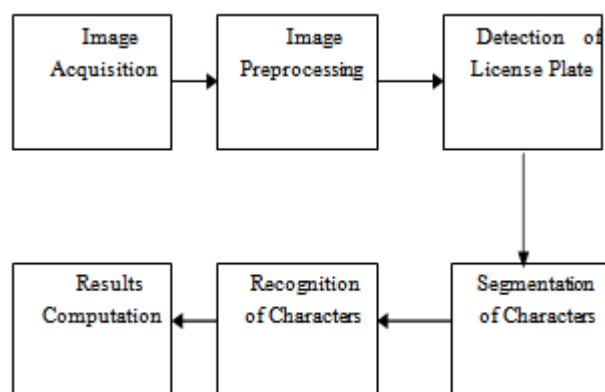 Image
Acquisition
Image
Preprocessing
Detection of
License Plate
Results
Computation
Recognition
of Characters
Segmentation
of Characters